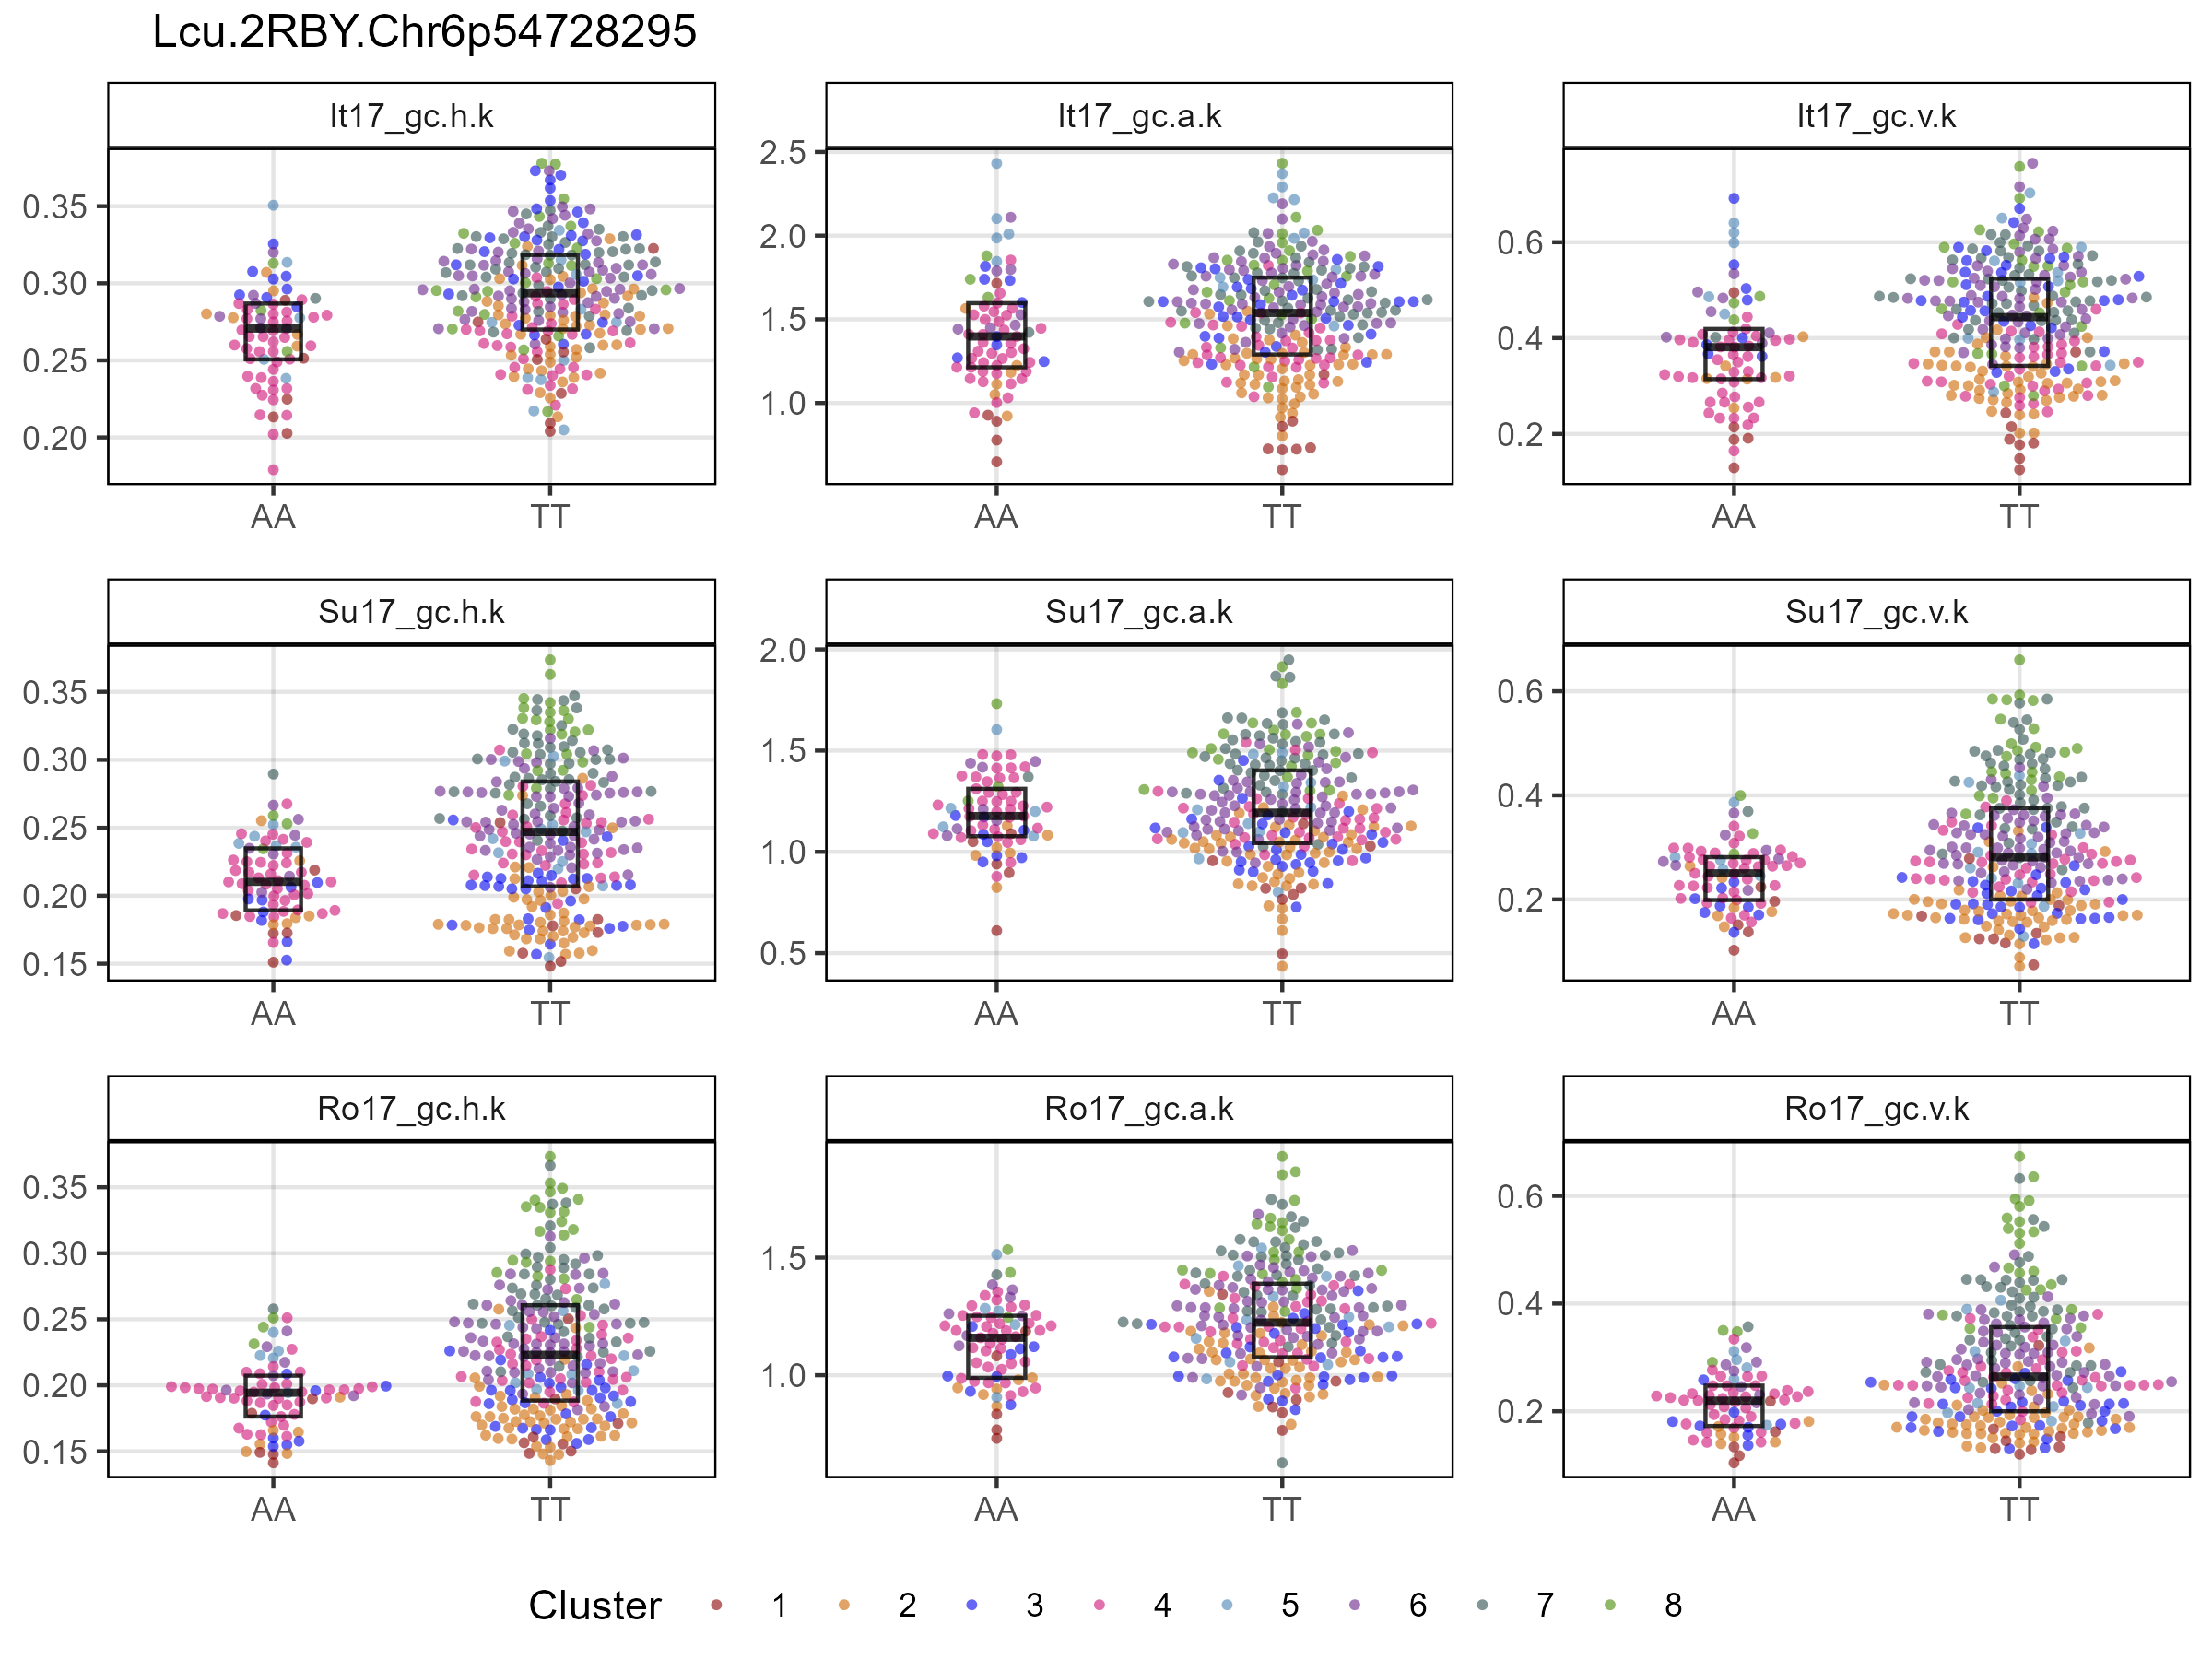 Lcu.2RBY.Chr6p54728295
It17_gc.h.k
It17_gc.a.k
It17_gc.v.k
0.35
0.30
0.25
0.20
AA
TT
2.5
2.0
1.5
1.0
AA
TT
0.6
0.4
0.2
AA
TT
Su17_gc.h.k
Su17_gc.a.k
Su17_gc.v.k
0.35
0.30
0.25
0.20
0.15
AA
TT
2.0
1.5
1.0
0.5
AA
TT
0.6
0.4
0.2
AA
TT
Ro17_gc.h.k
Ro17_gc.a.k
Ro17_gc.v.k
0.35
0.30
0.25
0.20
0.15
AA
TT
1.5
1.0
AA
TT
0.6
0.4
0.2
AA
TT
Cluster 1 2 3 4 5 6 7 8